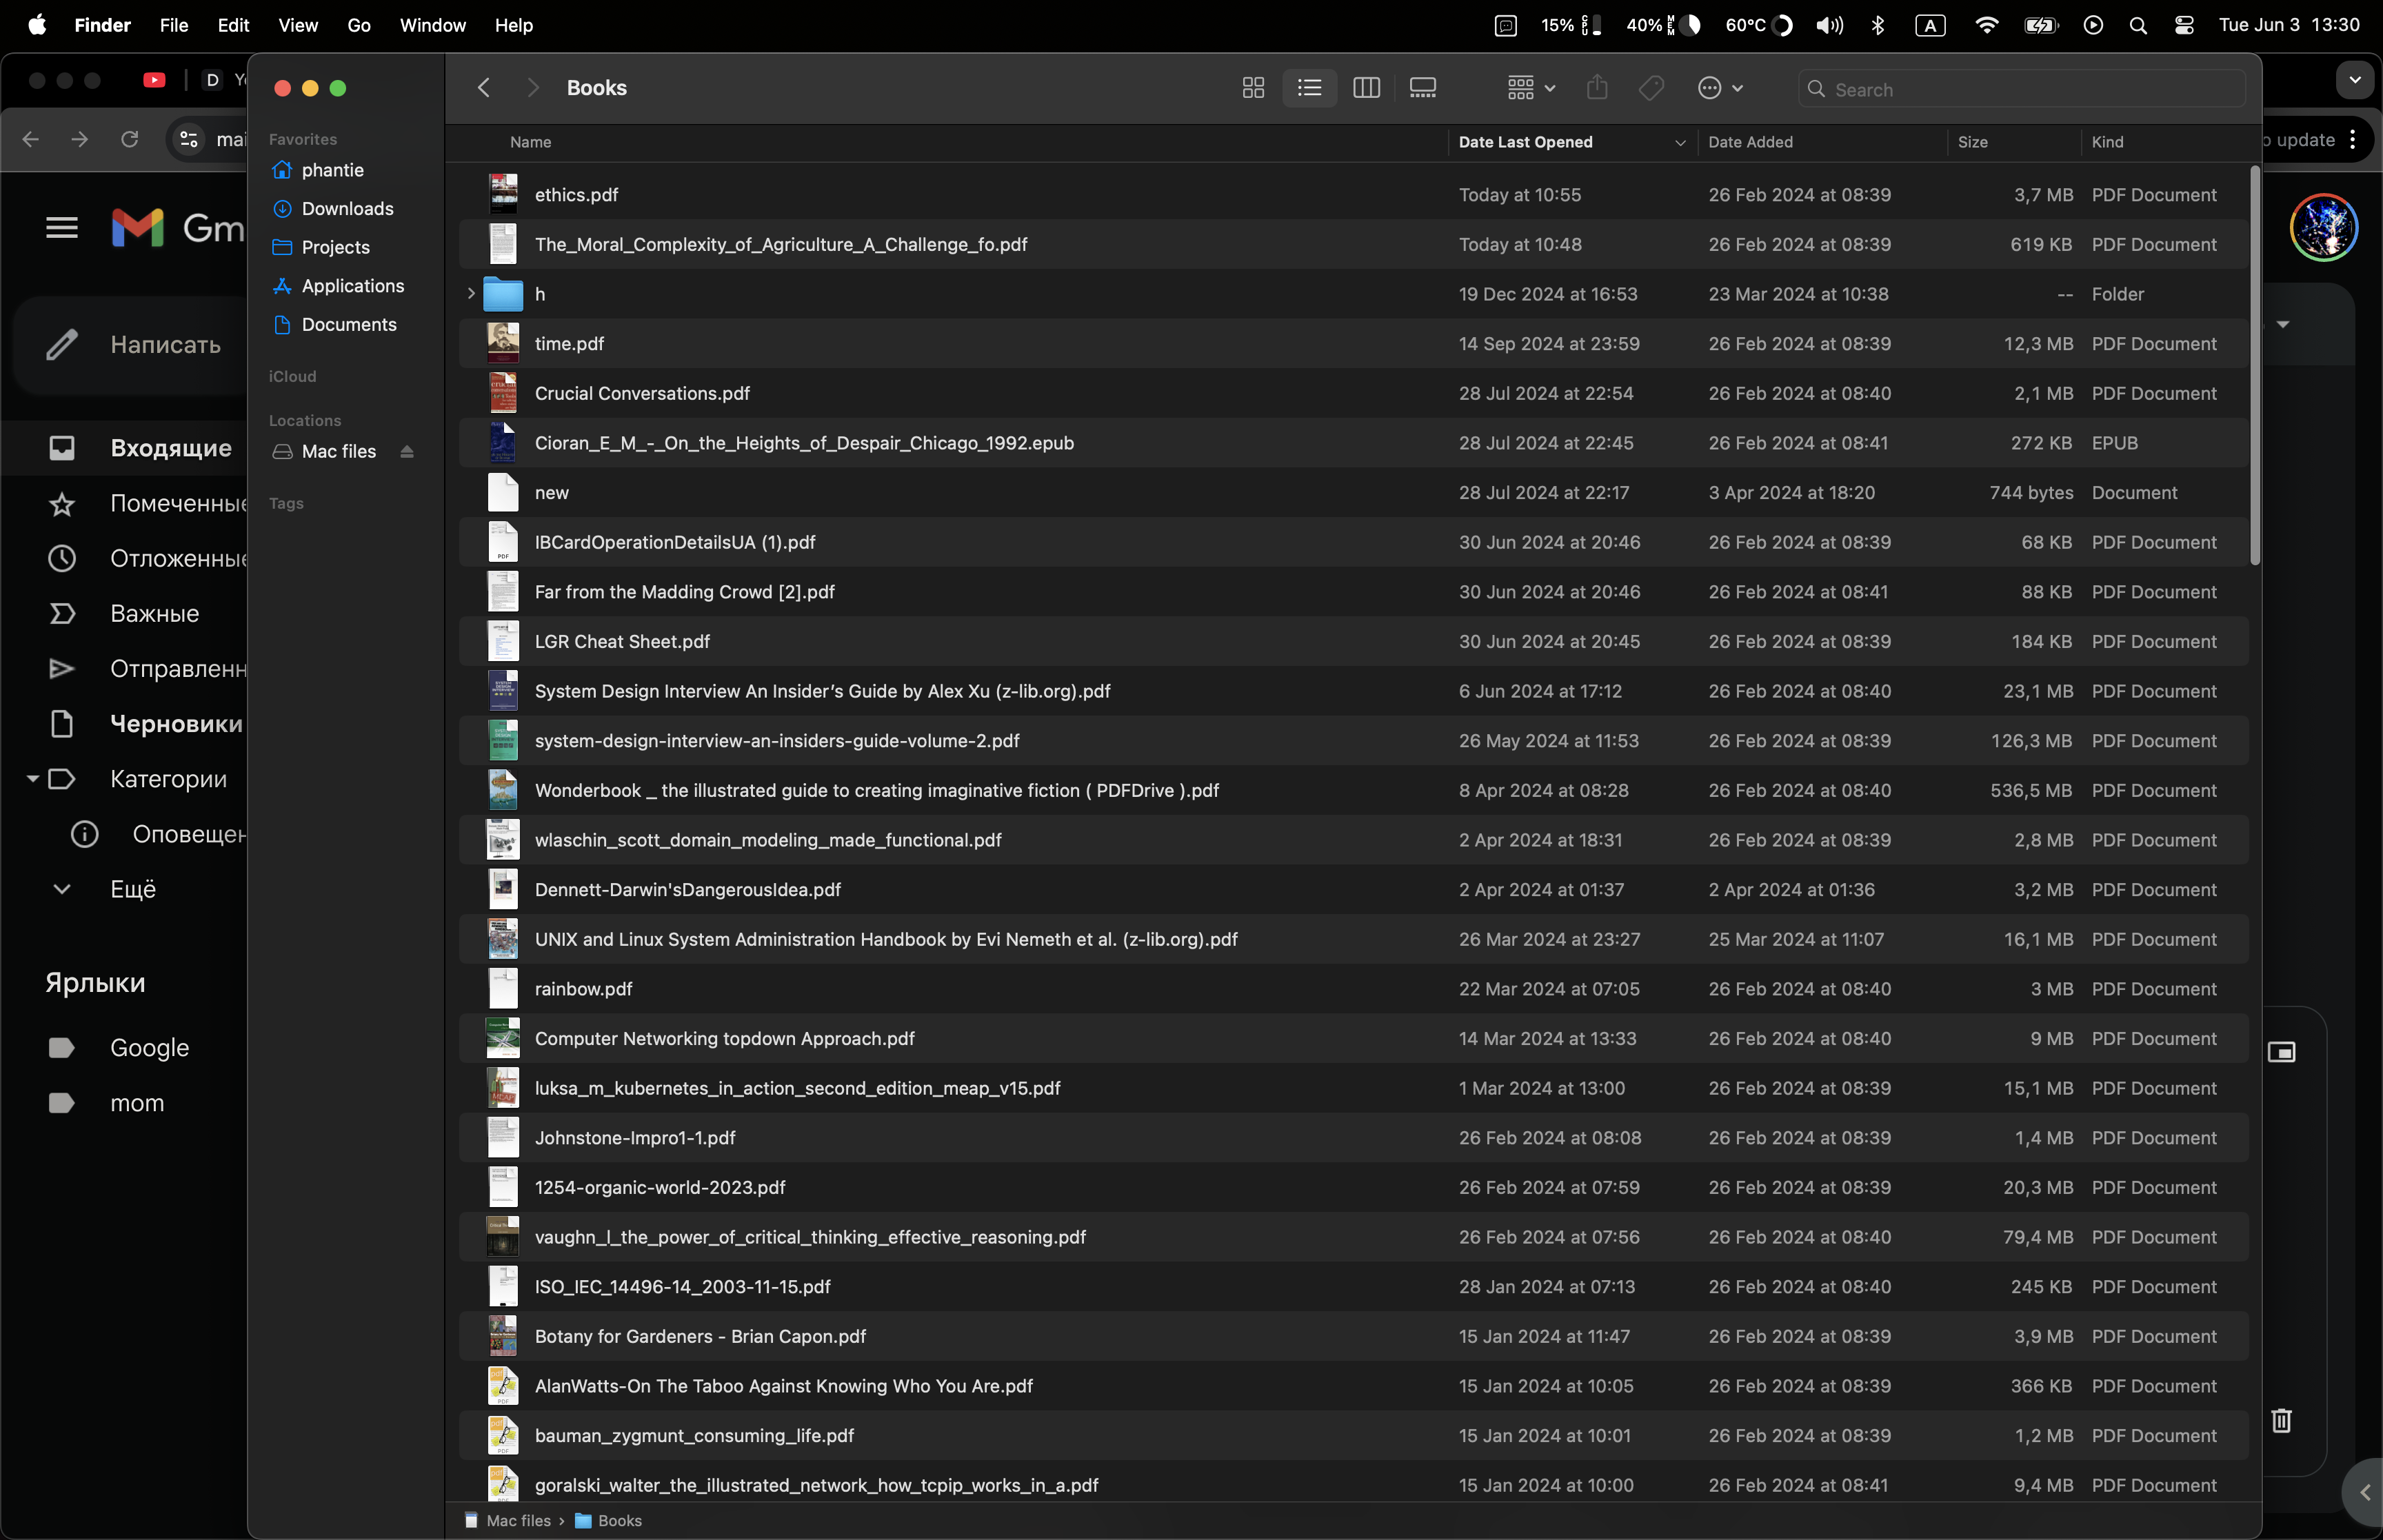 Finder File Edit View Go Window Help 15% CPU 40% MEM 60°C A Tue Jun 3 13:30
D
Books
Search
mai
o update
Favorites
phantie
Downloads
Projects
Applications
Documents
iCloud
Locations
Mac files
Tags
Gm
Написать
Входящие
Помеченные
Отложенные
Важные
Отправленн
Черновики
Категории
Оповещен
Ещё
Ярлыки
Google
mom
Name Date Last Opened Date Added Size Kind
ethics.pdf Today at 10:55 26 Feb 2024 at 08:39 3,7 MB PDF Document
The_Moral_Complexity_of_Agriculture_A_Challenge_fo.pdf Today at 10:48 26 Feb 2024 at 08:39 619 KB PDF Document
h 19 Dec 2024 at 16:53 23 Mar 2024 at 10:38 -- Folder
time.pdf 14 Sep 2024 at 23:59 26 Feb 2024 at 08:39 12,3 MB PDF Document
Crucial Conversations.pdf 28 Jul 2024 at 22:54 26 Feb 2024 at 08:40 2,1 MB PDF Document
Cioran_E_M_-_On_the_Heights_of_Despair_Chicago_1992.epub 28 Jul 2024 at 22:45 26 Feb 2024 at 08:41 272 KB EPUB
new 28 Jul 2024 at 22:17 3 Apr 2024 at 18:20 744 bytes Document
IBCardOperationDetailsUA (1).pdf 30 Jun 2024 at 20:46 26 Feb 2024 at 08:39 68 KB PDF Document
Far from the Madding Crowd [2].pdf 30 Jun 2024 at 20:46 26 Feb 2024 at 08:41 88 KB PDF Document
LGR Cheat Sheet.pdf 30 Jun 2024 at 20:45 26 Feb 2024 at 08:39 184 KB PDF Document
System Design Interview An Insider’s Guide by Alex Xu (z-lib.org).pdf 6 Jun 2024 at 17:12 26 Feb 2024 at 08:40 23,1 MB PDF Document
system-design-interview-an-insiders-guide-volume-2.pdf 26 May 2024 at 11:53 26 Feb 2024 at 08:39 126,3 MB PDF Document
Wonderbook _ the illustrated guide to creating imaginative fiction ( PDFDrive ).pdf 8 Apr 2024 at 08:28 26 Feb 2024 at 08:40 536,5 MB PDF Document
wlaschin_scott_domain_modeling_made_functional.pdf 2 Apr 2024 at 18:31 26 Feb 2024 at 08:39 2,8 MB PDF Document
Dennett-Darwin'sDangerousIdea.pdf 2 Apr 2024 at 01:37 2 Apr 2024 at 01:36 3,2 MB PDF Document
UNIX and Linux System Administration Handbook by Evi Nemeth et al. (z-lib.org).pdf 26 Mar 2024 at 23:27 25 Mar 2024 at 11:07 16,1 MB PDF Document
rainbow.pdf 22 Mar 2024 at 07:05 26 Feb 2024 at 08:40 3 MB PDF Document
Computer Networking topdown Approach.pdf 14 Mar 2024 at 13:33 26 Feb 2024 at 08:40 9 MB PDF Document
luksa_m_kubernetes_in_action_second_edition_meap_v15.pdf 1 Mar 2024 at 13:00 26 Feb 2024 at 08:39 15,1 MB PDF Document
Johnstone-Impro1-1.pdf 26 Feb 2024 at 08:08 26 Feb 2024 at 08:39 1,4 MB PDF Document
1254-organic-world-2023.pdf 26 Feb 2024 at 07:59 26 Feb 2024 at 08:39 20,3 MB PDF Document
vaughn_l_the_power_of_critical_thinking_effective_reasoning.pdf 26 Feb 2024 at 07:56 26 Feb 2024 at 08:40 79,4 MB PDF Document
ISO_IEC_14496-14_2003-11-15.pdf 28 Jan 2024 at 07:13 26 Feb 2024 at 08:40 245 KB PDF Document
Botany for Gardeners - Brian Capon.pdf 15 Jan 2024 at 11:47 26 Feb 2024 at 08:39 3,9 MB PDF Document
AlanWatts-On The Taboo Against Knowing Who You Are.pdf 15 Jan 2024 at 10:05 26 Feb 2024 at 08:39 366 KB PDF Document
bauman_zygmunt_consuming_life.pdf 15 Jan 2024 at 10:01 26 Feb 2024 at 08:39 1,2 MB PDF Document
goralski_walter_the_illustrated_network_how_tcpip_works_in_a.pdf 15 Jan 2024 at 10:00 26 Feb 2024 at 08:41 9,4 MB PDF Document
Mac files › Books